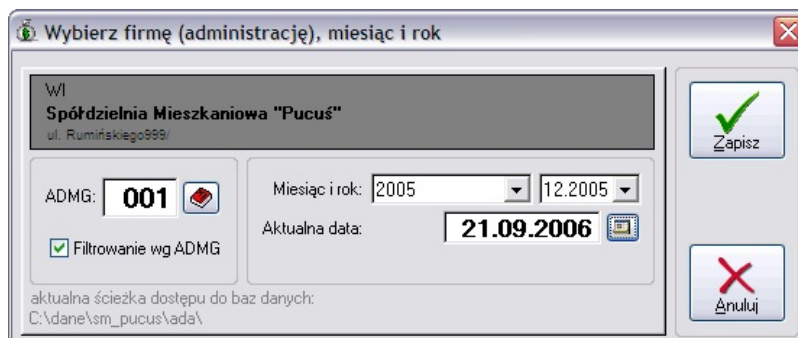 Wybierz firmę (administrację), miesiąc i rok
WI
Spółdzielnia Mieszkaniowa "Pucuś"
ul. Rumińskiego999/
Zapisz
ADMG: 001
Miesiąc i rok: 2005 12.2005
Aktualna data: 21.09.2006
Filtrowanie wg ADMG
aktualna ścieżka dostępu do baz danych:
C:\dane\sm_pucus\ada\
Anuluj